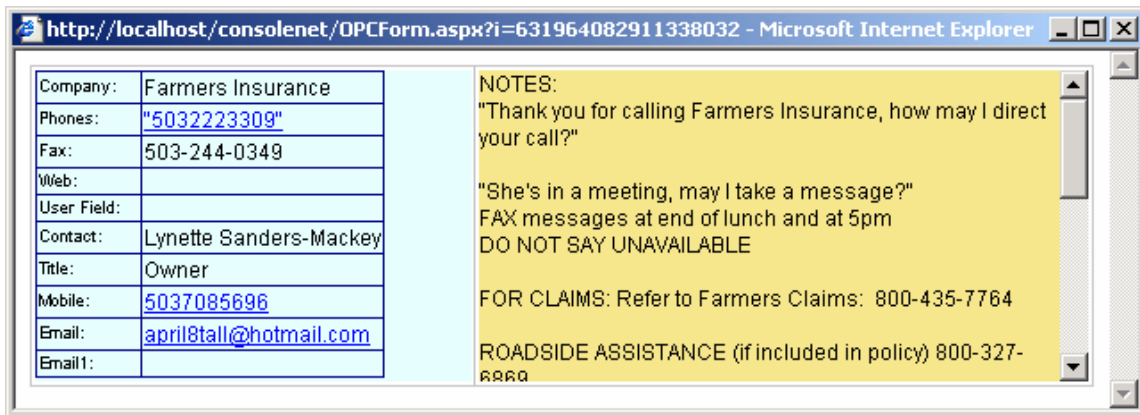 http://localhost/consolenet/OPCForm.aspx?i=631964082911338032 - Microsoft Internet Explorer
Company: Farmers Insurance
Phones: "5032223309"
Fax: 503-244-0349
Web:
User Field:
Contact: Lynette Sanders-Mackey
Title: Owner
Mobile: 5037085696
Email: april8tall@hotmail.com
Email1:
NOTES:
"Thank you for calling Farmers Insurance, how may I direct
your call?"
"She's in a meeting, may I take a message?"
FAX messages at end of lunch and at 5pm
DO NOT SAY UNAVAILABLE
FOR CLAIMS: Refer to Farmers Claims: 800-435-7764
ROADSIDE ASSISTANCE (if included in policy) 800-327-
6869